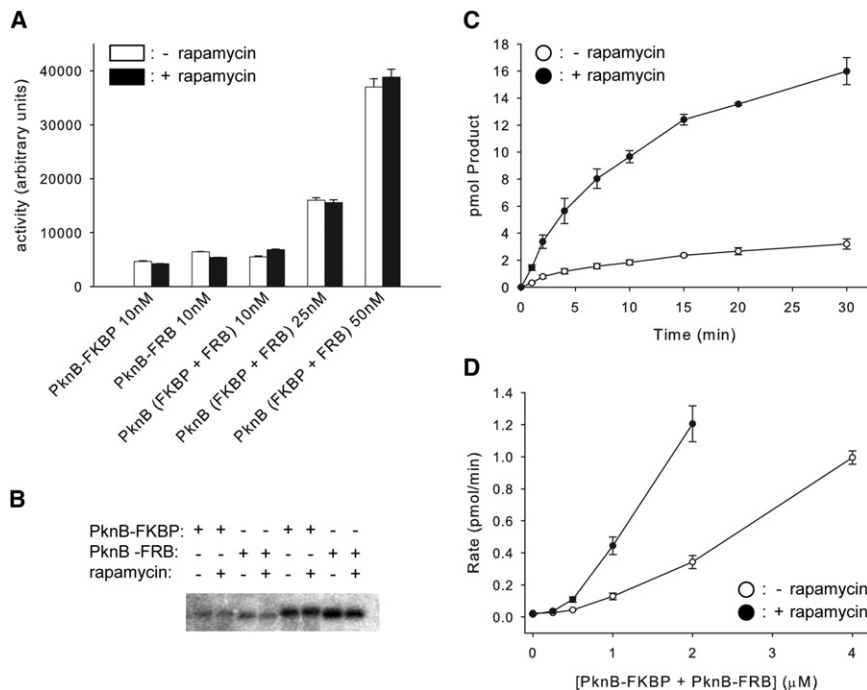 A
: - rapamycin
: + rapamycin
activity (arbitrary units)
40000
30000
20000
10000
0
PknB-FKBP 10nM
PknB-FRB 10nM
PknB (FKBP + FRB) 10nM
PknB (FKBP + FRB) 25nM
PknB (FKBP + FRB) 50nM
B
PknB-FKBP: + + - - + + - -
PknB -FRB: - - + + - - + +
rapamycin: - + - + - + - +
C
: - rapamycin
: + rapamycin
pmol Product
18
16
14
12
10
8
6
4
2
0
0 5 10 15 20 25 30
Time (min)
D
Rate (pmol/min)
1.4
1.2
1.0
0.8
0.6
0.4
0.2
0.0
: - rapamycin
: + rapamycin
0 1 2 3 4
[PknB-FKBP + PknB-FRB] (μM)